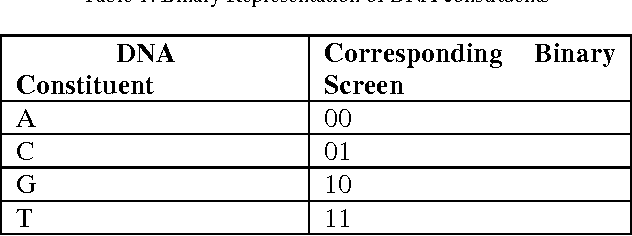 DNA
Constituent
Corresponding Binary
Screen
A 00
C 01
G 10
T 11